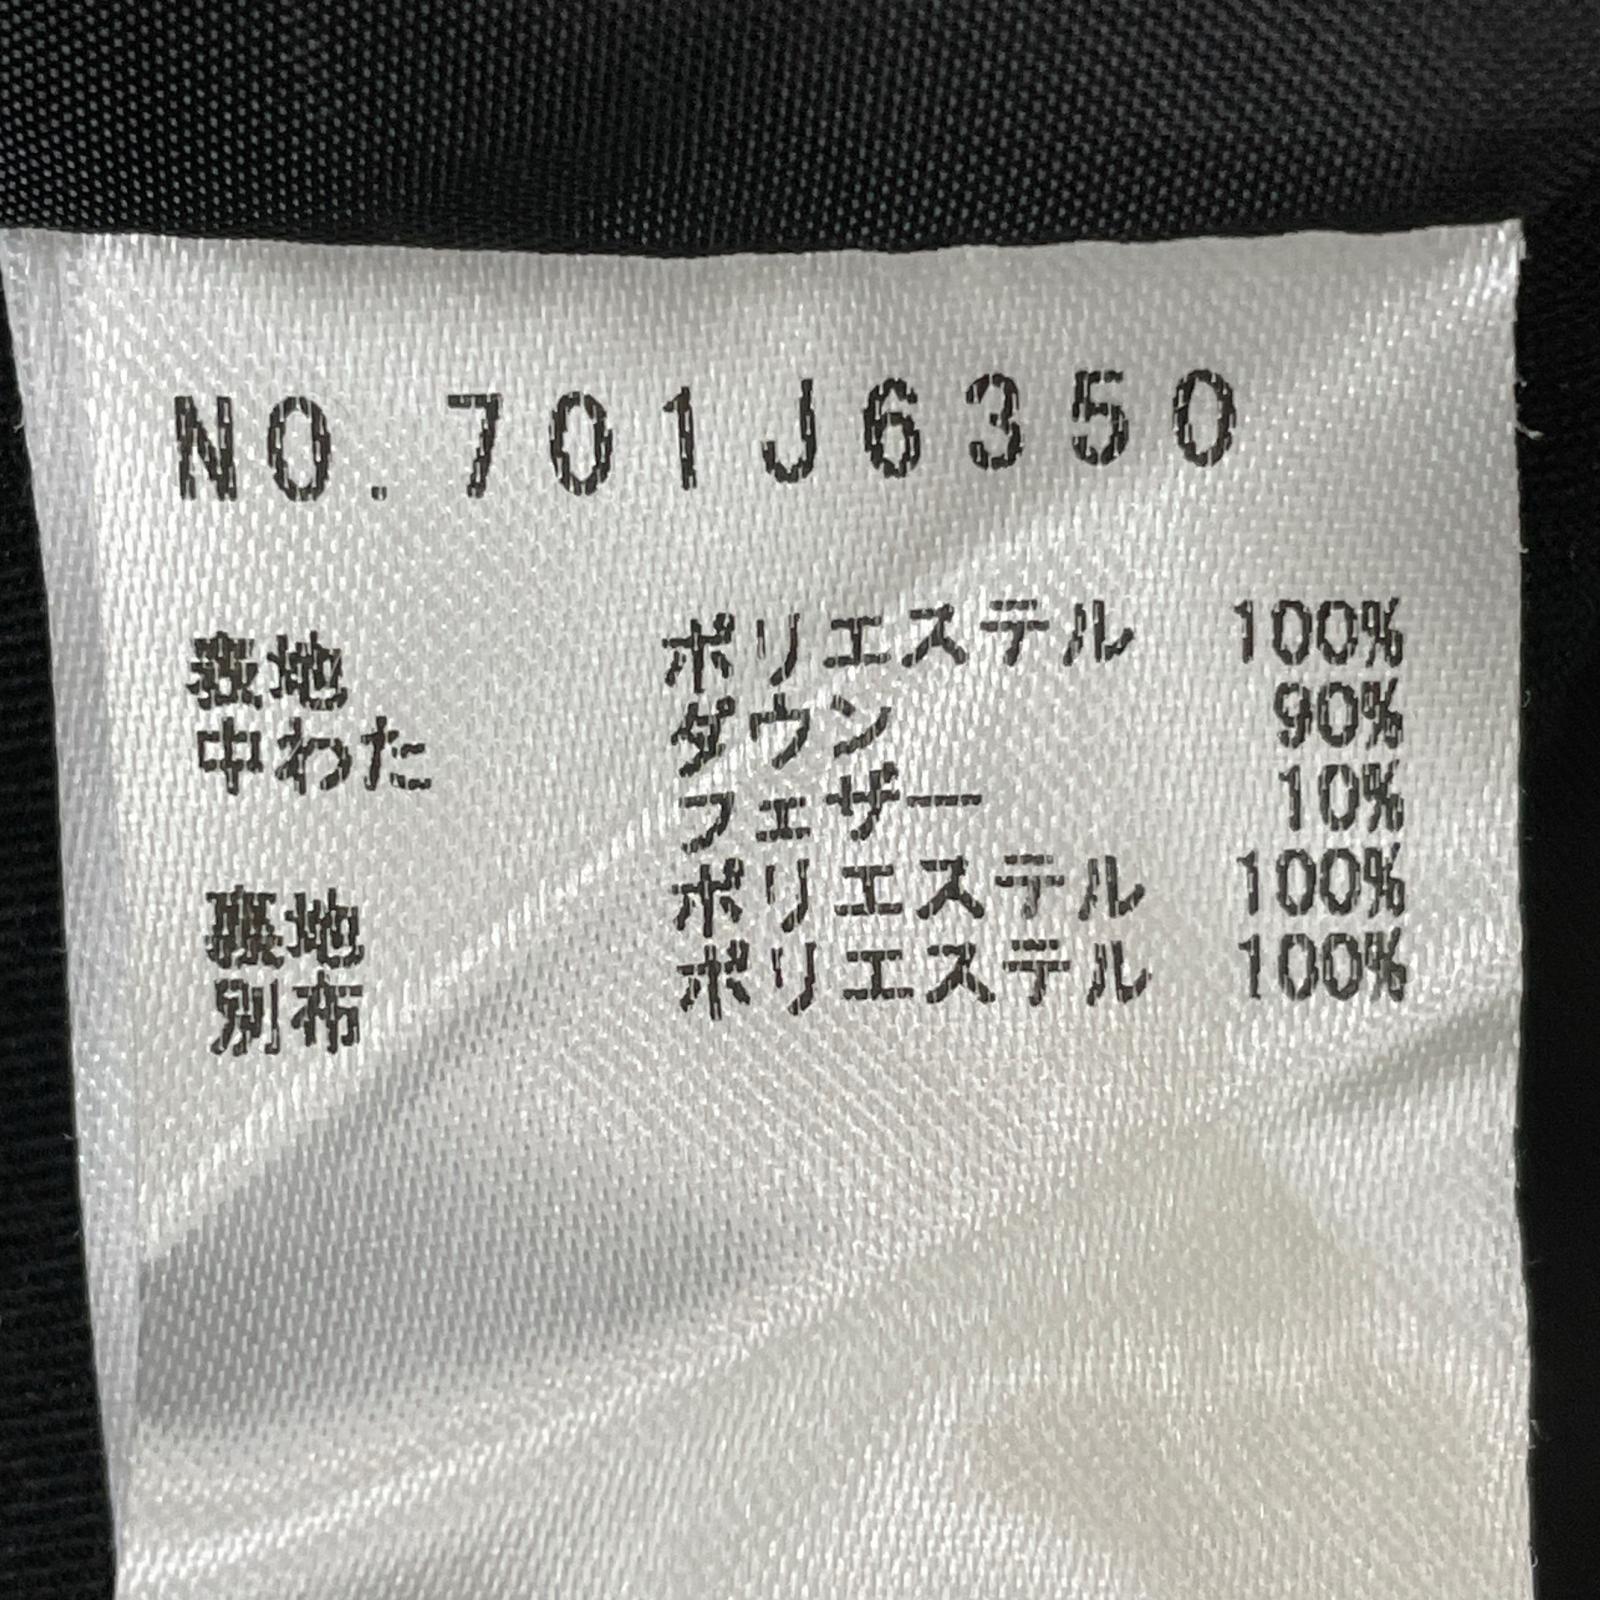 NO.701J6350
表地 ポリエステル 100%
中わた ダウン 90%
フェザー 10%
裏地 ポリエステル 100%
別布 ポリエステル 100%